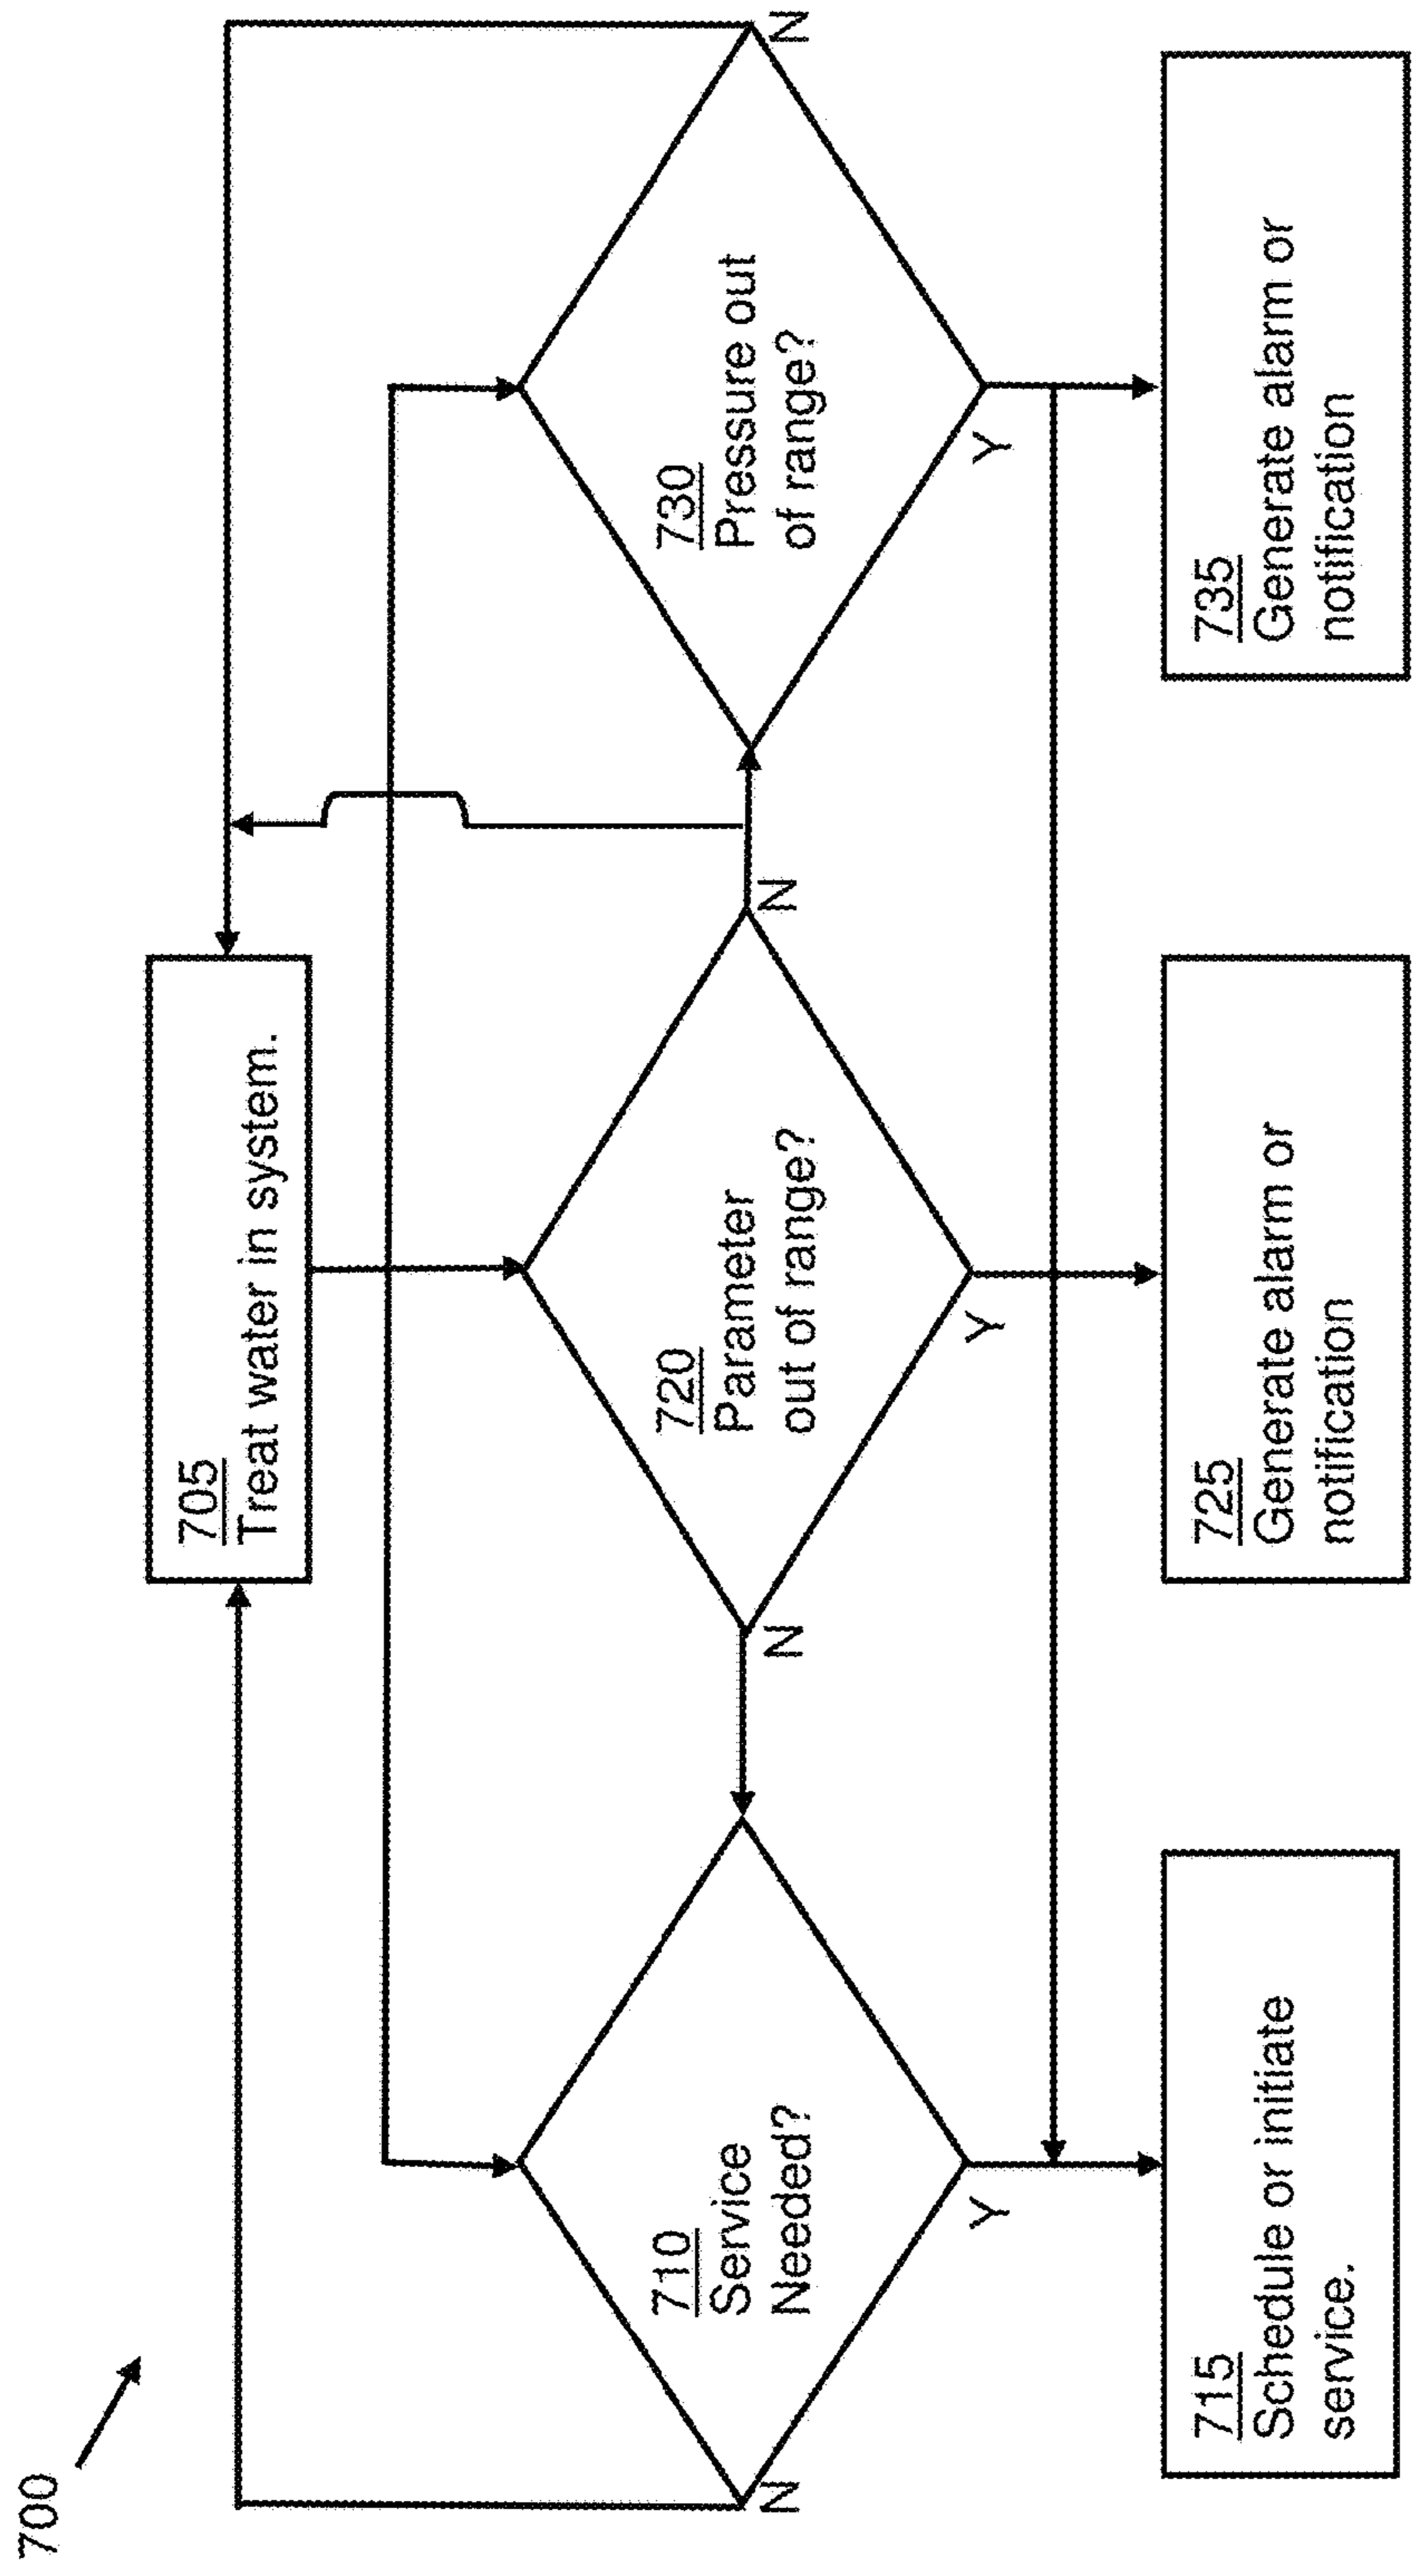 700
705
Treat water in system.
710
Service
Needed?
N
Y
720
Parameter
out of range?
N
N
Y
730
Pressure out
of range?
N
Y
715
Schedule or initiate
service.
725
Generate alarm or
notification
735
Generate alarm or
notification